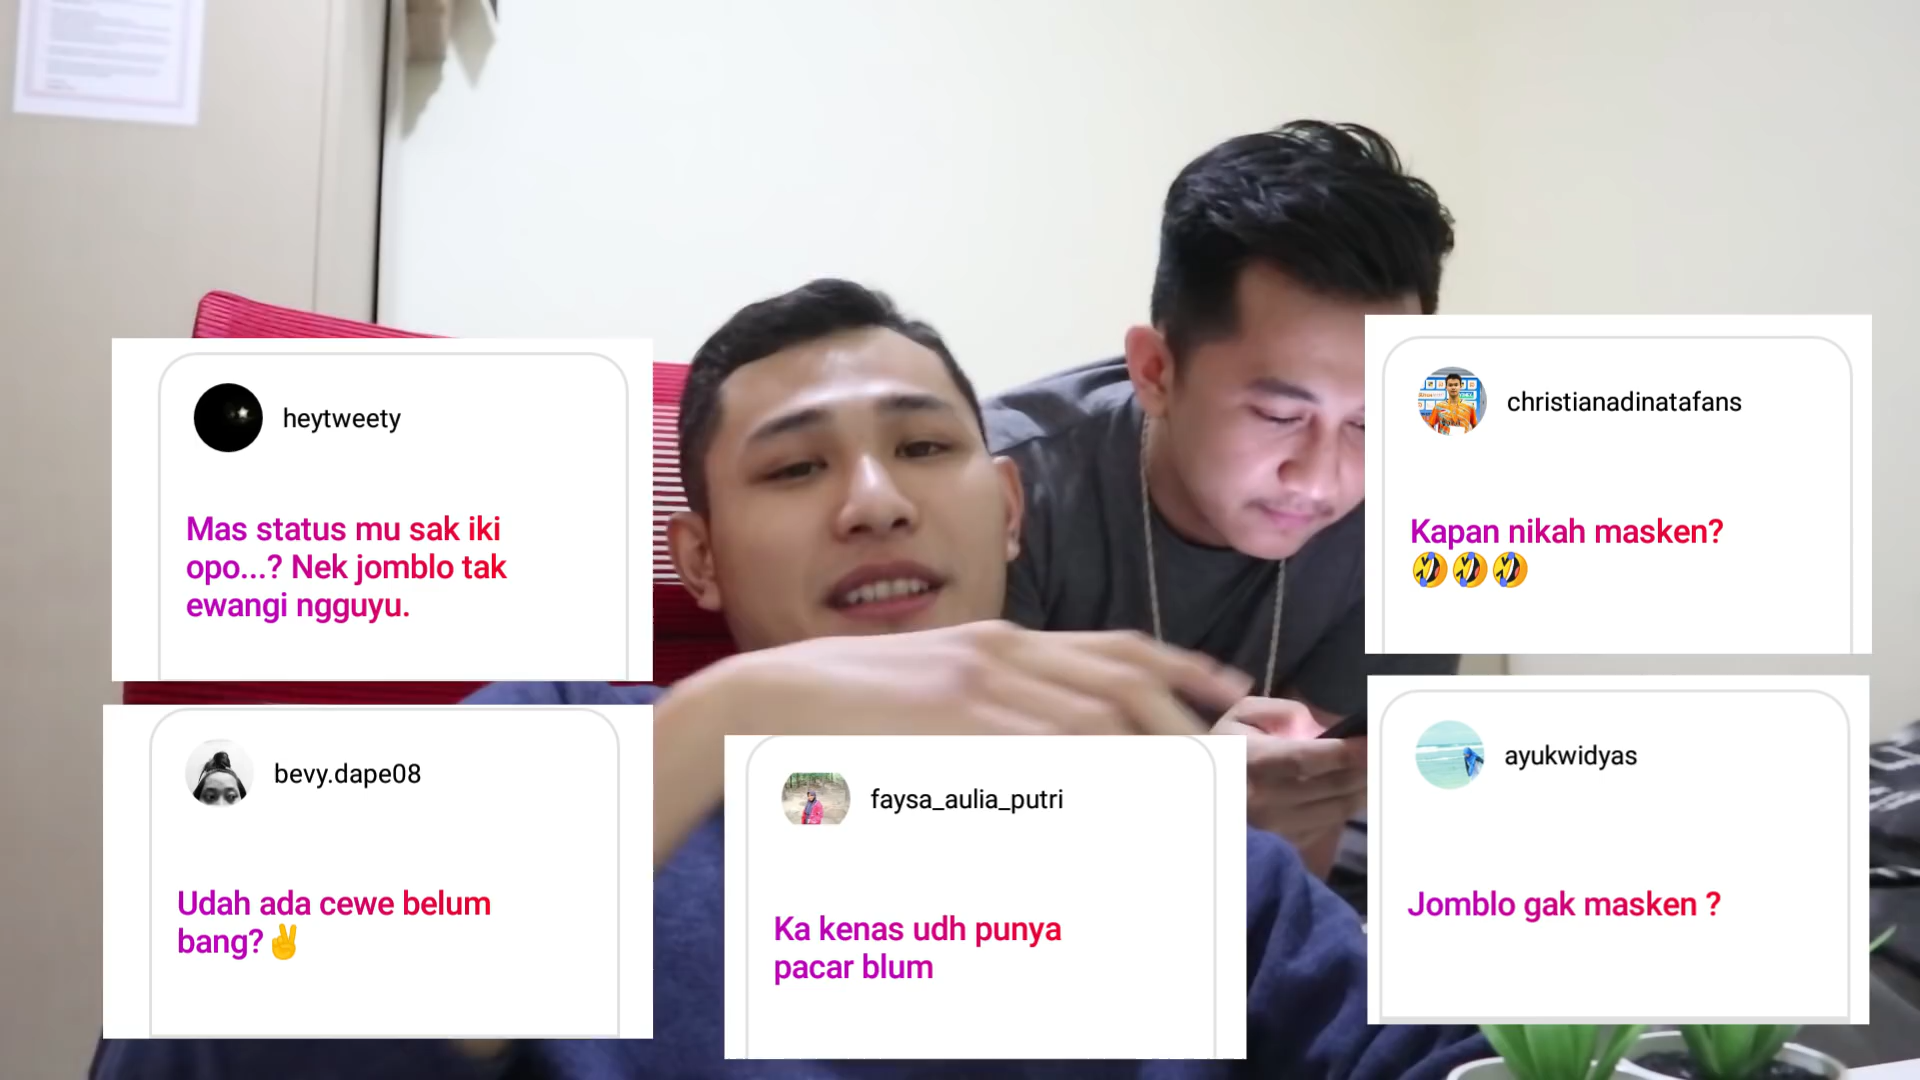 heytweety
Mas status mu sak iki
opo...? Nek jomblo tak
ewangi ngguyu.
christianadinatafans
Kapan nikah masken?
🤣🤣🤣
bevy.dape08
Udah ada cewe belum
bang?✌️
faysa_aulia_putri
Ka kenas udh punya
pacar blum
ayukwidyas
Jomblo gak masken ?